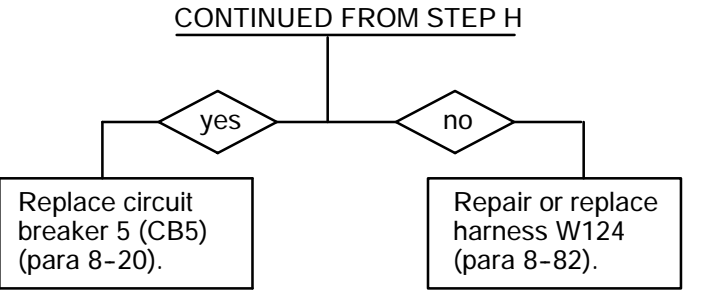 CONTINUED FROM STEP H
yes
no
Replace circuit
breaker 5 (CB5)
(para 8-20).
Repair or replace
harness W124
(para 8-82).